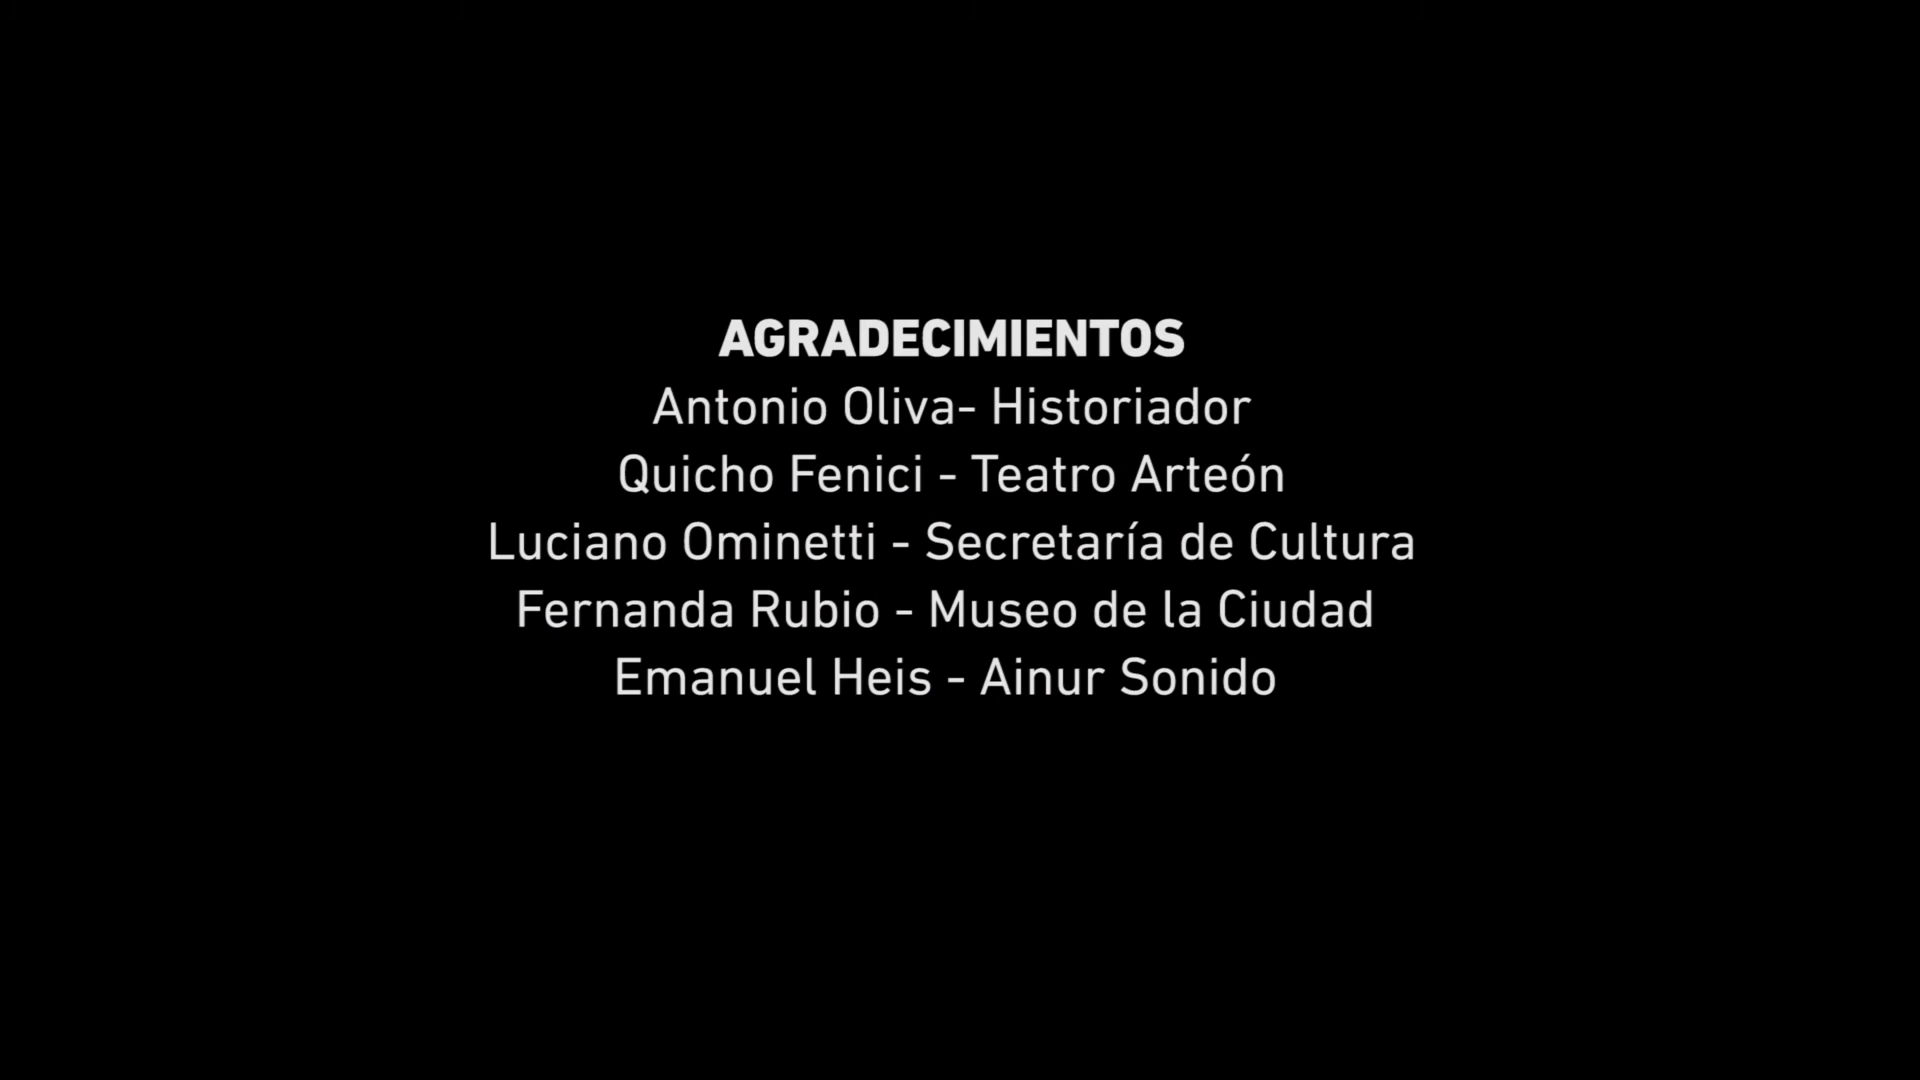 AGRADECIMIENTOS
Antonio Oliva- Historiador
Quicho Fenici - Teatro Arteón
Luciano Ominetti - Secretaría de Cultura
Fernanda Rubio - Museo de la Ciudad
Emanuel Heis - Ainur Sonido